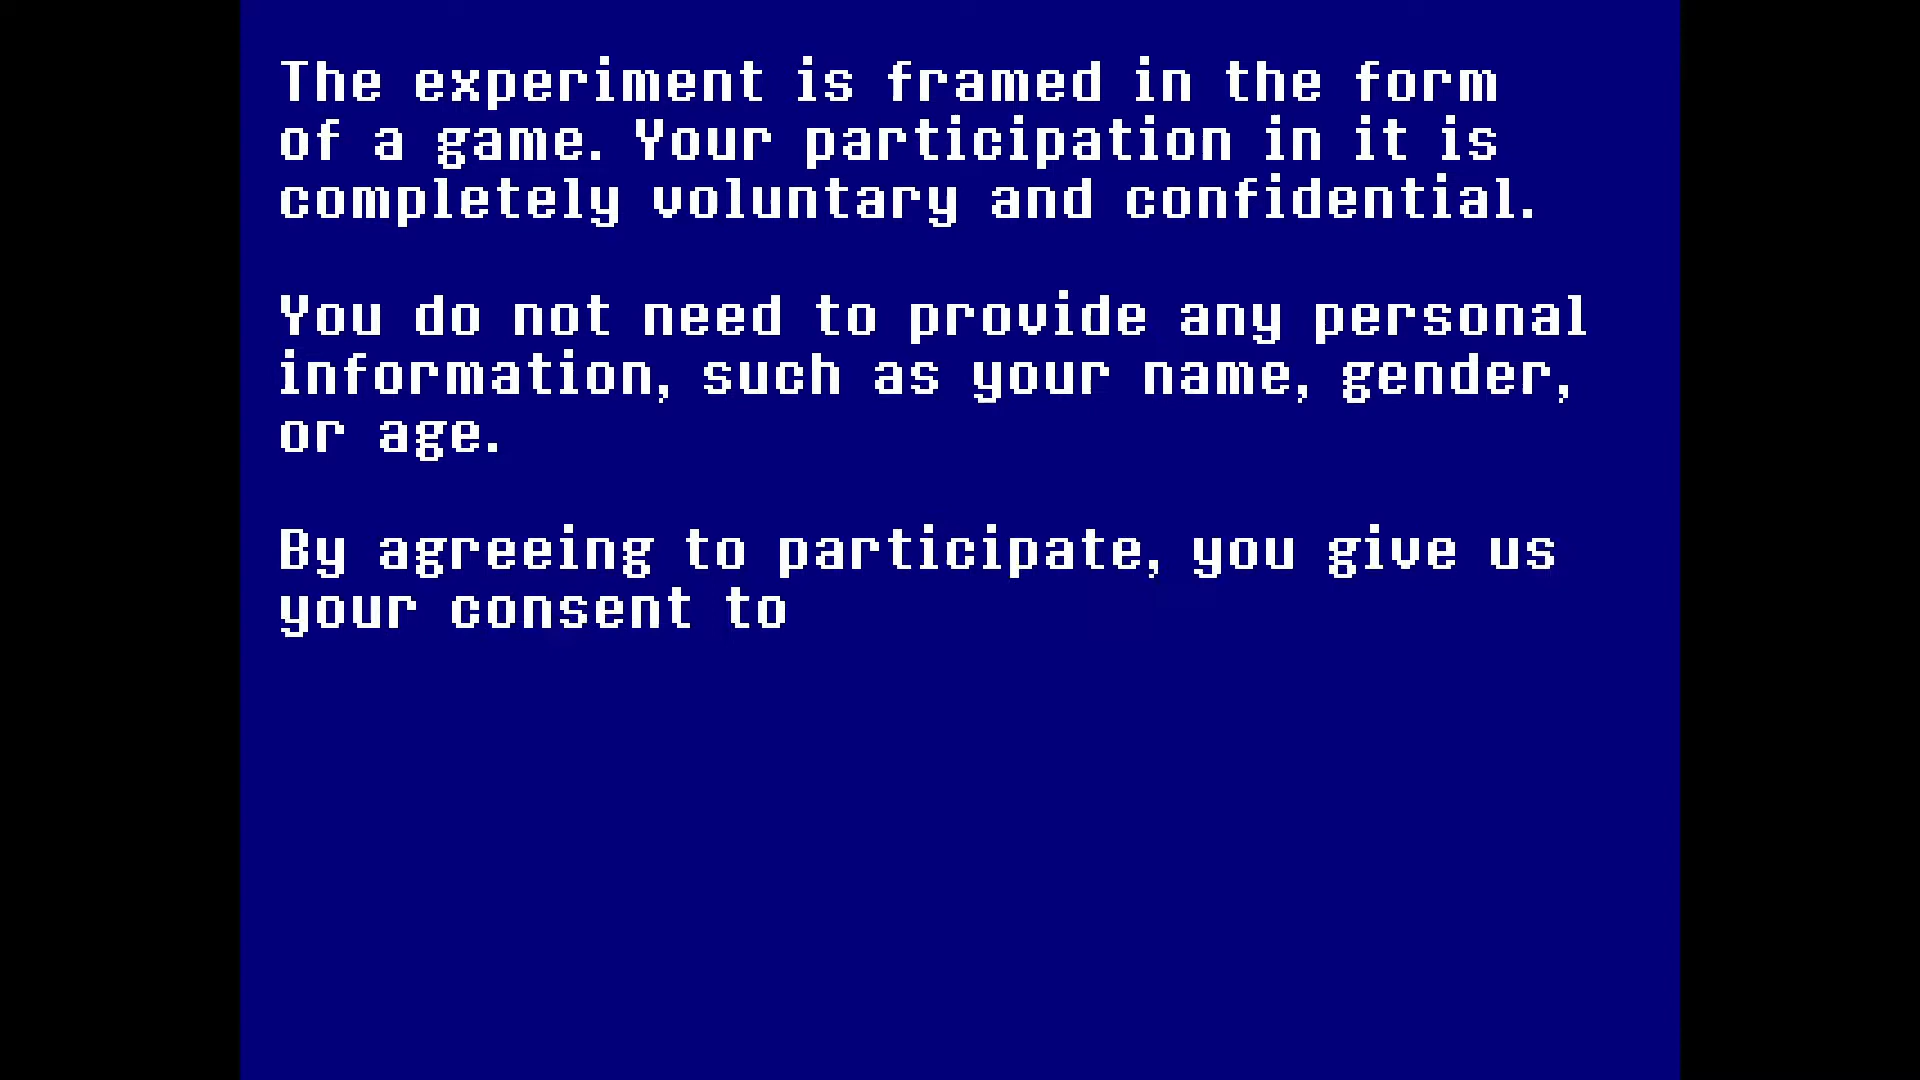 The experiment is framed in the form
of a game. Your participation in it is
completely voluntary and confidential.
You do not need to provide any personal
information, such as your name, gender,
or age.
By agreeing to participate, you give us
your consent to